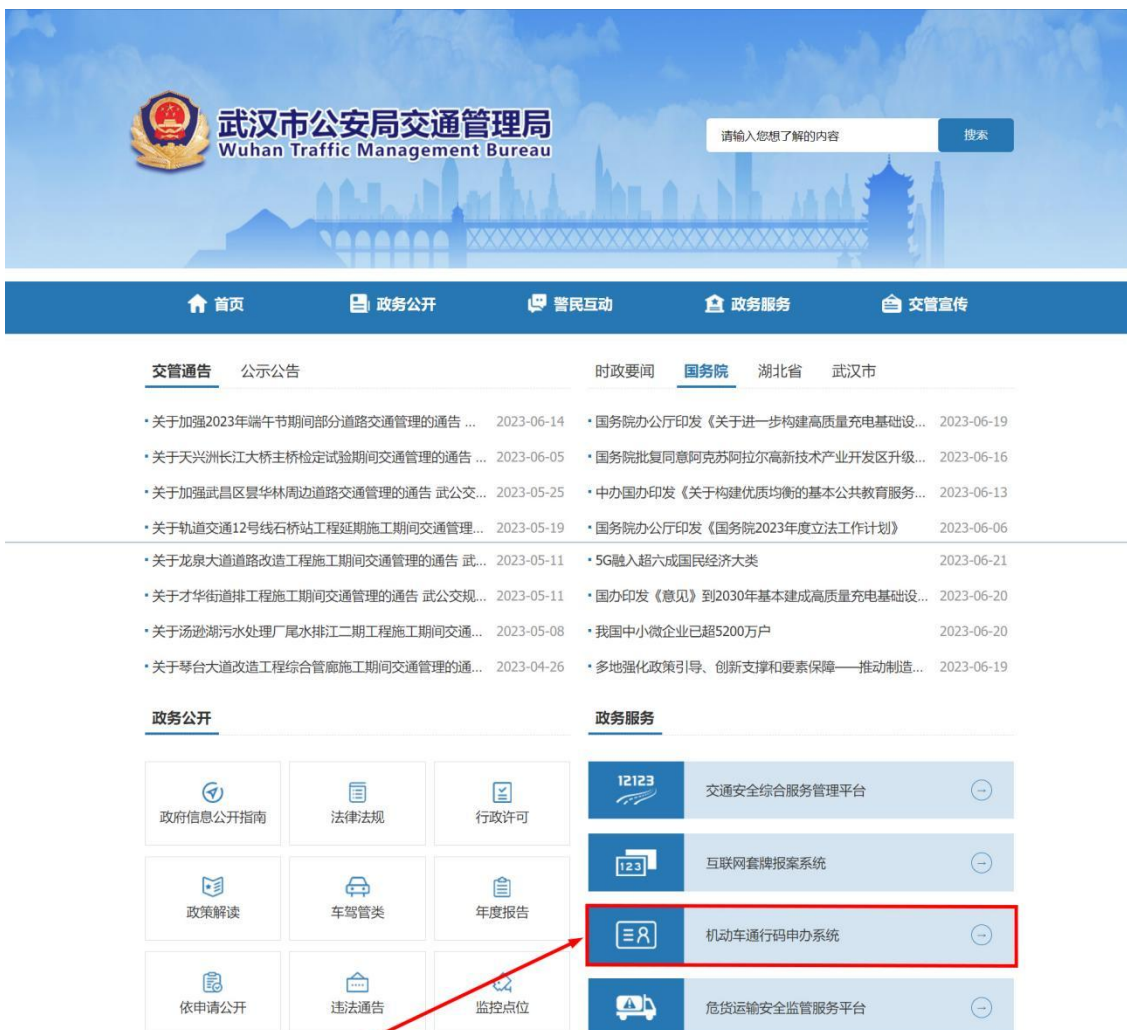 武汉市公安局交通管理局
Wuhan Traffic Management Bureau
请输入您想了解的内容
搜索
首页
政务公开
警民互动
政务服务
交管宣传
交管通告 公示公告
关于加强2023年端午节期间部分道路交通管理的通告 ... 2023-06-14
关于天兴洲长江大桥主桥检定试验期间交通管理的通告 ... 2023-06-05
关于加强武昌区昙华林周边道路交通管理的通告 武公交... 2023-05-25
关于轨道交通12号线石桥站工程延期施工期间交通管理... 2023-05-19
关于龙泉大道道路改造工程施工期间交通管理的通告 武... 2023-05-11
关于才华街道排工程施工期间交通管理的通告 武公交规... 2023-05-11
关于汤逊湖污水处理厂尾水排江二期工程施工期间交通... 2023-05-08
关于琴台大道改造工程综合管廊施工期间交通管理的通... 2023-04-26
时政要闻 国务院 湖北省 武汉市
国务院办公厅印发《关于进一步构建高质量充电基础设... 2023-06-19
国务院批复同意阿克苏阿拉尔高新技术产业开发区升级... 2023-06-16
中办国办印发《关于构建优质均衡的基本公共教育服务... 2023-06-13
国务院办公厅印发《国务院2023年度立法工作计划》 2023-06-06
5G融入超六成国民经济大类 2023-06-21
国办印发《意见》到2030年基本建成高质量充电基础设... 2023-06-20
我国中小微企业已超5200万户 2023-06-20
多地强化政策引导、创新支撑和要素保障——推动制造... 2023-06-19
政务公开
政府信息公开指南
法律法规
行政许可
政策解读
车驾管类
年度报告
依申请公开
违法通告
监控点位
政务服务
12123
交通安全综合服务管理平台
123
互联网套牌报案系统
机动车通行码申办系统
危货运输安全监管服务平台